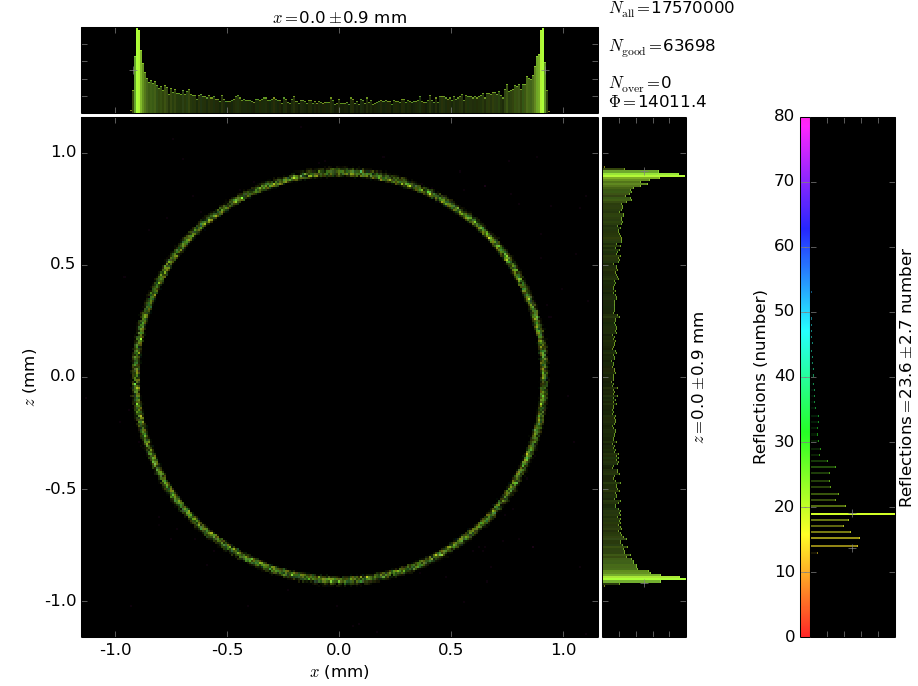 x=0.0 ±0.9 mm
N_all=17570000
N_good=63698
N_over=0
Φ=14011.4
1.0
0.5
0.0
-0.5
-1.0
z (mm)
-1.0 -0.5 0.0 0.5 1.0
x (mm)
z=0.0±0.9 mm
80
70
60
50
40
30
20
10
0
Reflections (number)
Reflections=23.6±2.7 number